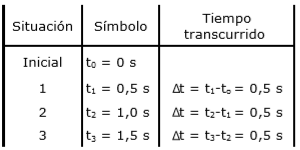 Situación Símbolo Tiempo transcurrido
Inicial t₀ = 0 s
1 t₁ = 0,5 s Δt = t₁-tₒ = 0,5 s
2 t₂ = 1,0 s Δt = t₂-t₁ = 0,5 s
3 t₃ = 1,5 s Δt = t₃-t₂ = 0,5 s